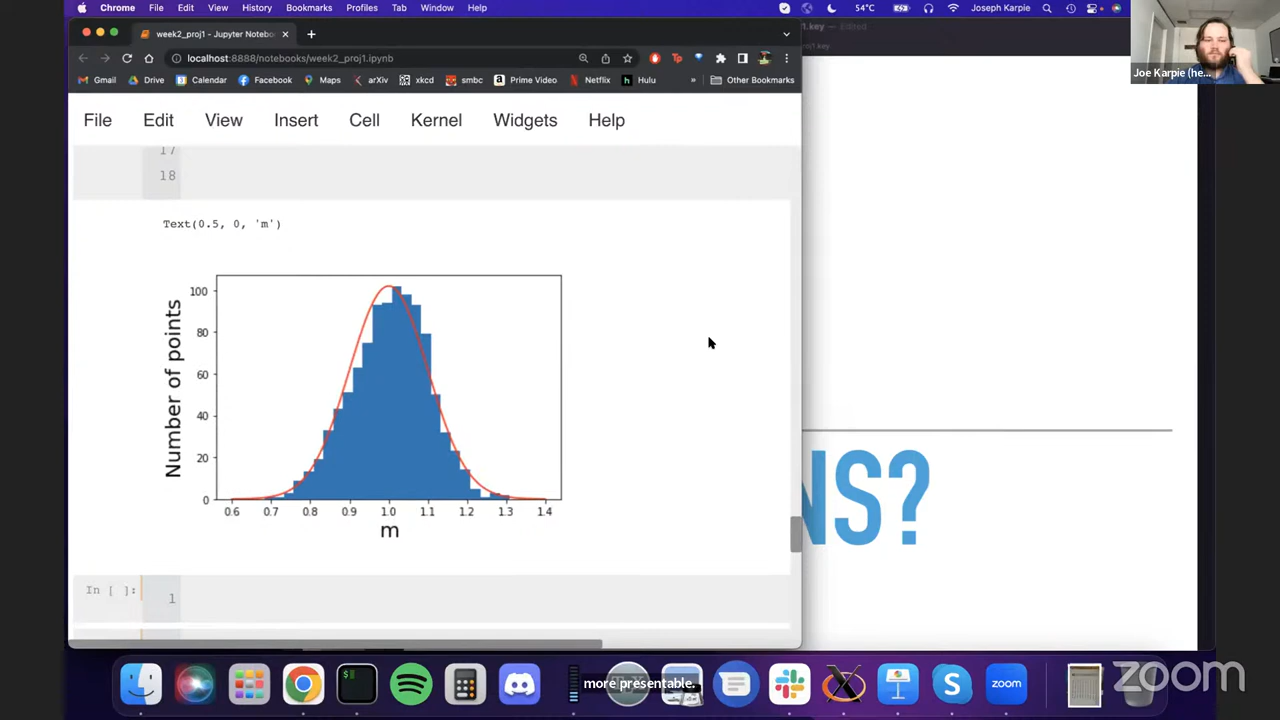 Chrome File Edit View History Bookmarks Profiles Tab Window Help
54°C
Joseph Karpie
week2_proj1 - Jupyter Notebo
1.key — Edited
localhost:8888/notebooks/week2_proj1.ipynb
Joe Karpie (he...
Gmail Drive Calendar Facebook Maps arXiv xkcd smbc Prime Video Netflix Hulu » Other Bookmarks
File Edit View Insert Cell Kernel Widgets Help
17
18
Text(0.5, 0, 'm')
Number of points
100
80
60
40
20
0
0.6 0.7 0.8 0.9 1.0 1.1 1.2 1.3 1.4
m
NS?
In [ ]:
1
more presentable.
zoom
zoom